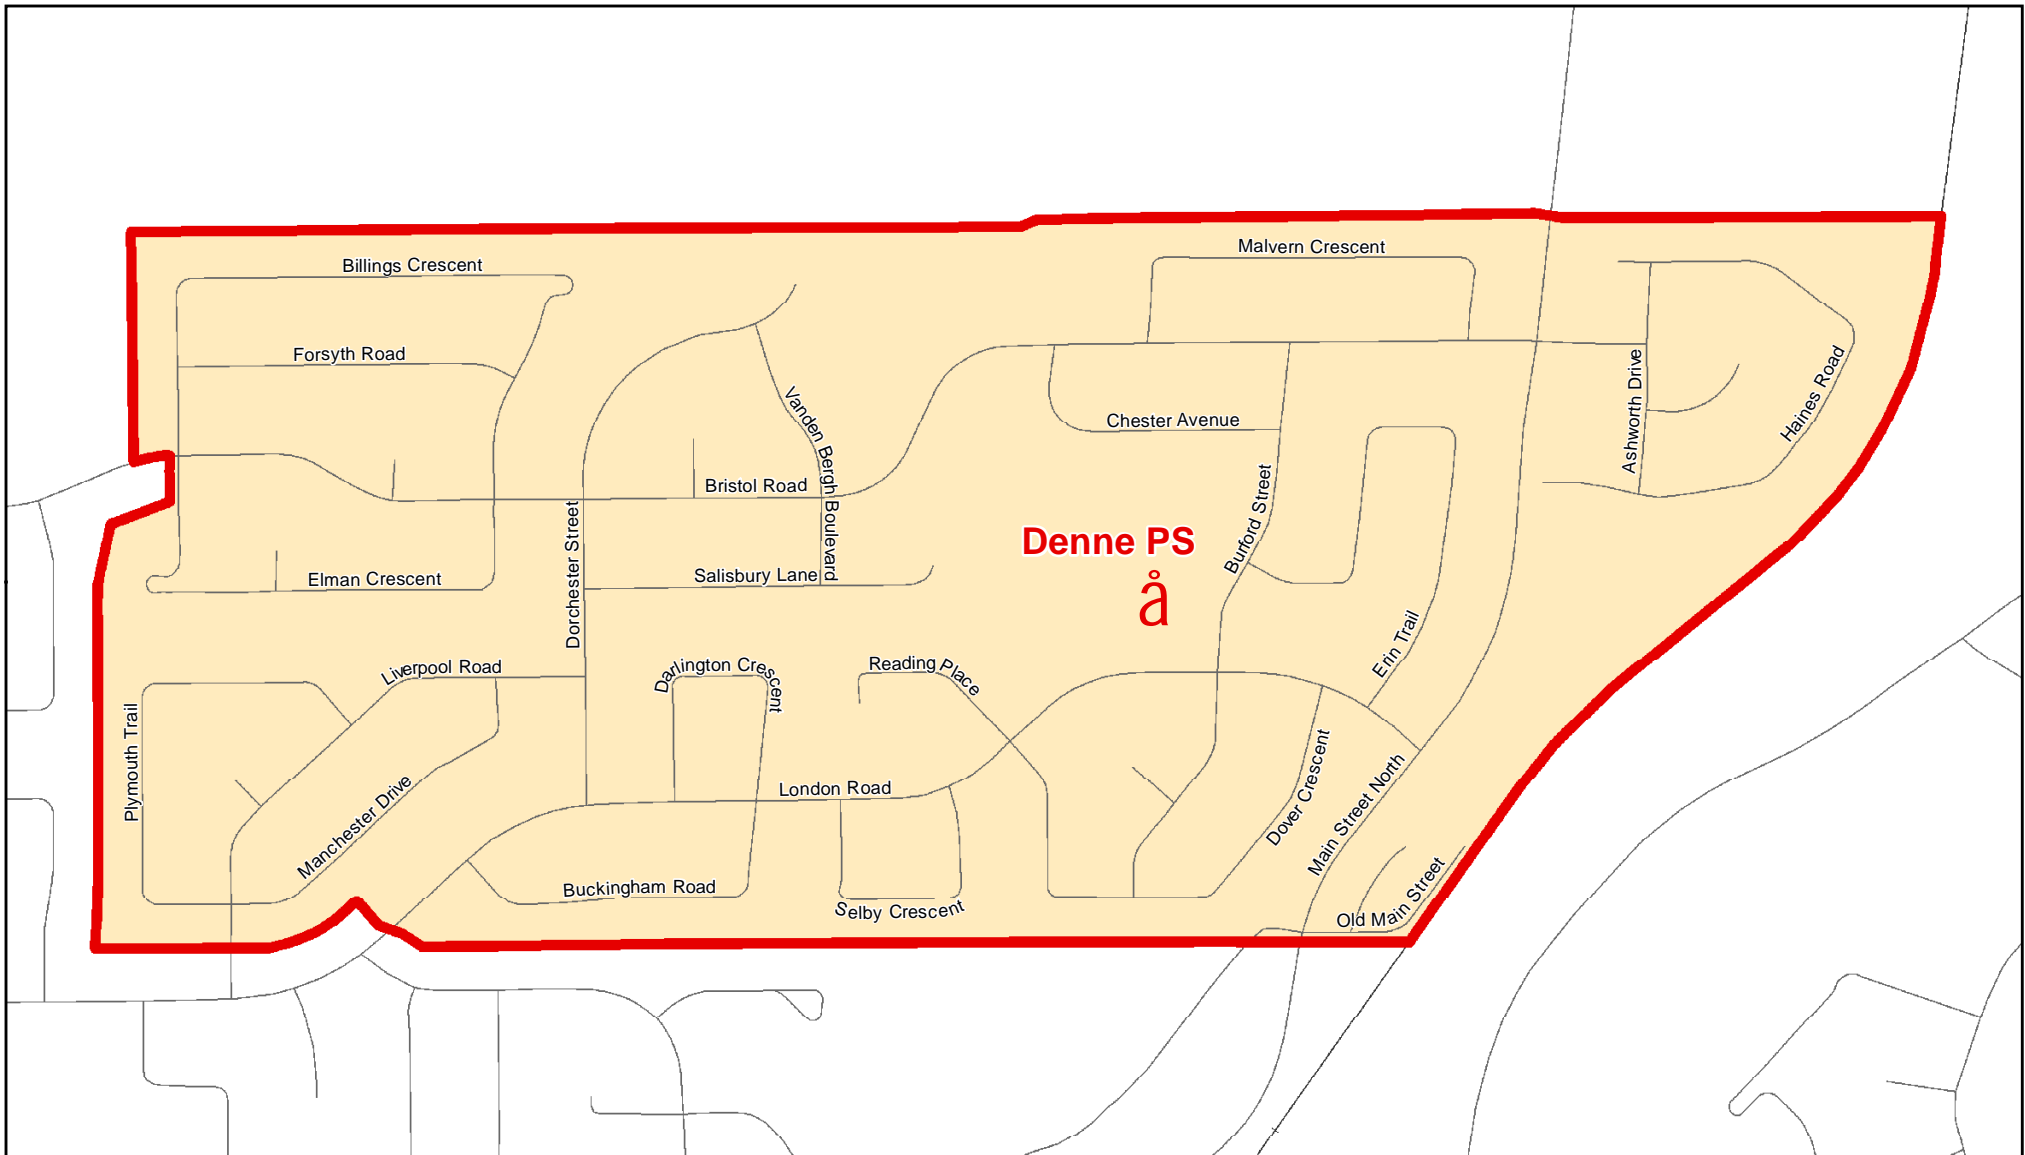 Malvern Crescent
Billings Crescent
Forsyth Road
Ashworth Drive
Haines Road
Vanden Bergh Boulevard
Chester Avenue
Bristol Road
Burford Street
Dorchester Street
Denne PS
å
Elman Crescent
Salisbury Lane
Erin Trail
Liverpool Road
Darlington Crescent
Reading Place
Plymouth Trail
Manchester Drive
London Road
Dover Crescent
Main Street North
Buckingham Road
Selby Crescent
Old Main Street